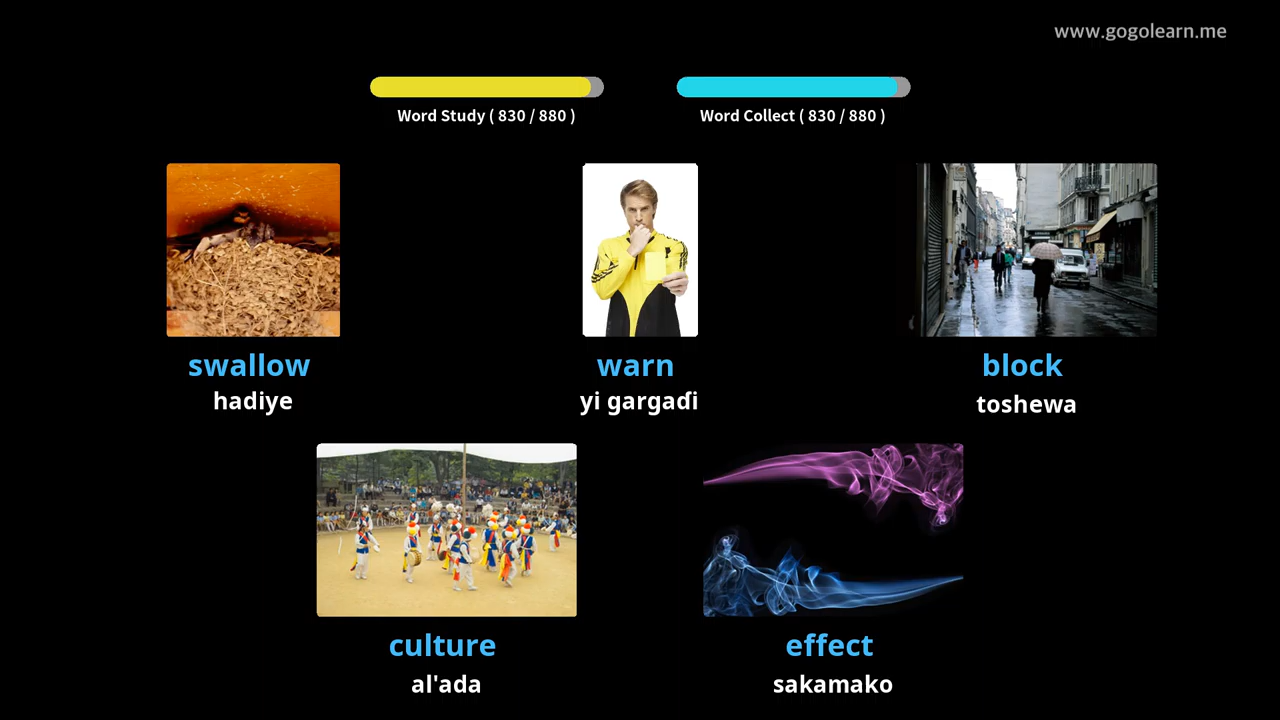 www.gogolearn.me
Word Study ( 830 / 880 )
Word Collect ( 830 / 880 )
swallow
hadiye
warn
yi gargaɗi
block
toshewa
culture
al'ada
effect
sakamako